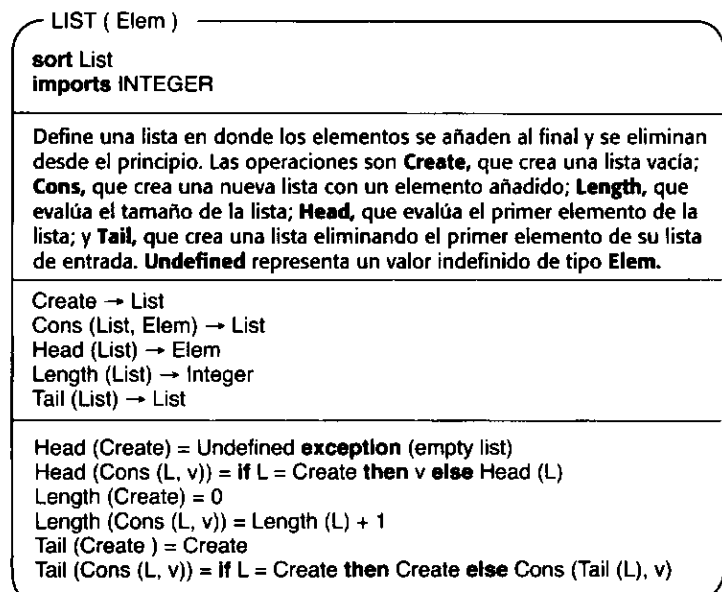 LIST ( Elem )
sort List
imports INTEGER
Define una lista en donde los elementos se añaden al final y se eliminan
desde el principio. Las operaciones son Create, que crea una lista vacía;
Cons, que crea una nueva lista con un elemento añadido; Length, que
evalúa el tamaño de la lista; Head, que evalúa el primer elemento de la
lista; y Tail, que crea una lista eliminando el primer elemento de su lista
de entrada. Undefined representa un valor indefinido de tipo Elem.
Create → List
Cons (List, Elem) → List
Head (List) → Elem
Length (List) → Integer
Tail (List) → List
Head (Create) = Undefined exception (empty list)
Head (Cons (L, v)) = if L = Create then v else Head (L)
Length (Create) = 0
Length (Cons (L, v)) = Length (L) + 1
Tail (Create ) = Create
Tail (Cons (L, v)) = if L = Create then Create else Cons (Tail (L), v)